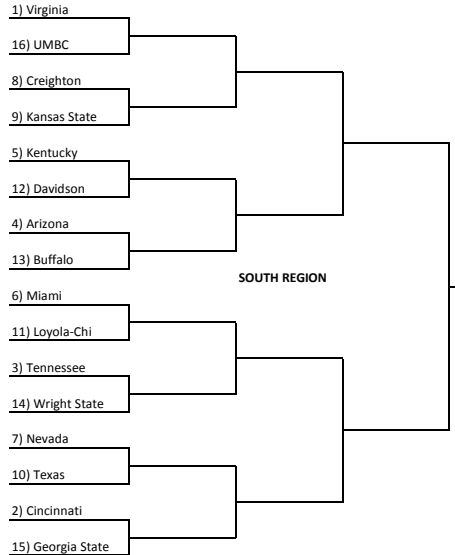 1) Virginia
16) UMBC
8) Creighton
9) Kansas State
5) Kentucky
12) Davidson
4) Arizona
13) Buffalo
SOUTH REGION
6) Miami
11) Loyola-Chi
3) Tennessee
14) Wright State
7) Nevada
10) Texas
2) Cincinnati
15) Georgia State